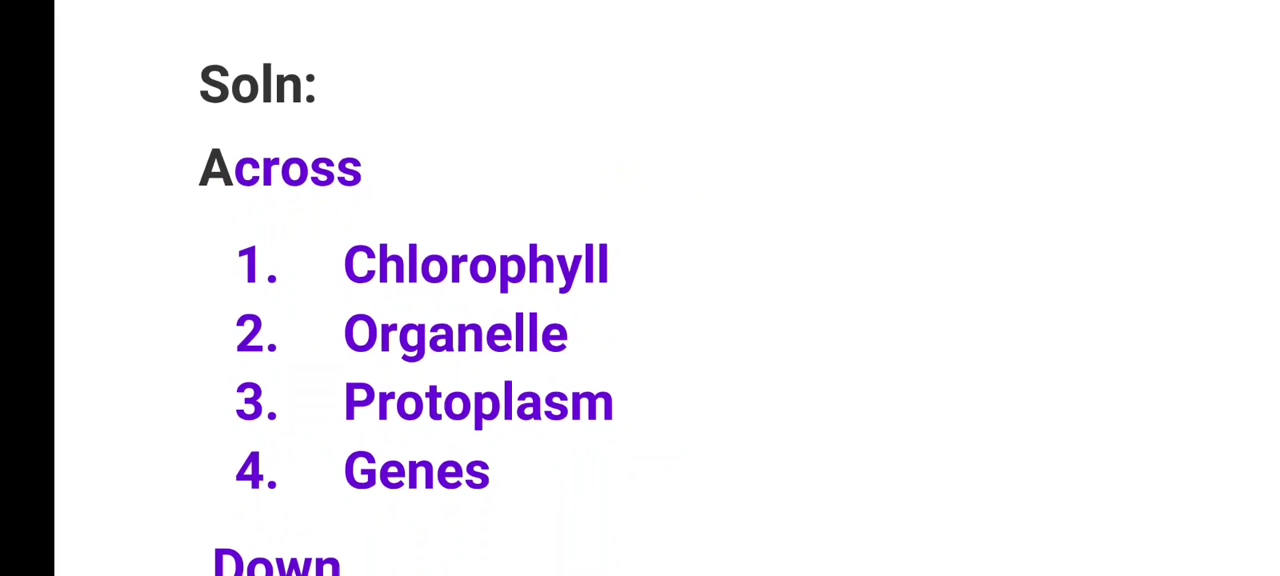 Soln:
Across
1. Chlorophyll
2. Organelle
3. Protoplasm
4. Genes
Down